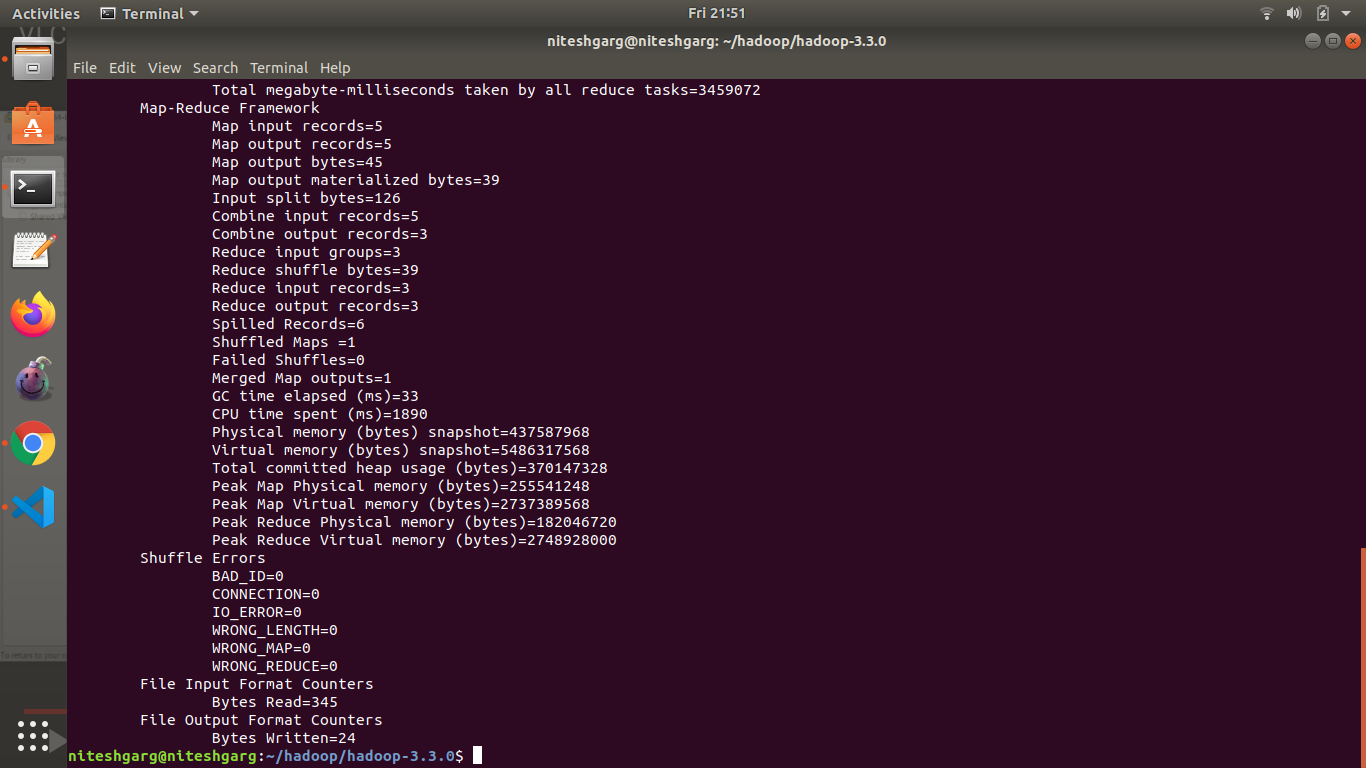 Activities Terminal Fri 21:51
VLC
niteshgarg@niteshgarg: ~/hadoop/hadoop-3.3.0
File Edit View Search Terminal Help
Total megabyte-milliseconds taken by all reduce tasks=3459072
Map-Reduce Framework
Map input records=5
Map output records=5
Map output bytes=45
Map output materialized bytes=39
Input split bytes=126
Combine input records=5
Combine output records=3
Reduce input groups=3
Reduce shuffle bytes=39
Reduce input records=3
Reduce output records=3
Spilled Records=6
Shuffled Maps =1
Failed Shuffles=0
Merged Map outputs=1
GC time elapsed (ms)=33
CPU time spent (ms)=1890
Physical memory (bytes) snapshot=437587968
Virtual memory (bytes) snapshot=5486317568
Total committed heap usage (bytes)=370147328
Peak Map Physical memory (bytes)=255541248
Peak Map Virtual memory (bytes)=2737389568
Peak Reduce Physical memory (bytes)=182046720
Peak Reduce Virtual memory (bytes)=2748928000
Shuffle Errors
BAD_ID=0
CONNECTION=0
IO_ERROR=0
WRONG_LENGTH=0
WRONG_MAP=0
WRONG_REDUCE=0
File Input Format Counters
Bytes Read=345
File Output Format Counters
Bytes Written=24
niteshgarg@niteshgarg:~/hadoop/hadoop-3.3.0$
To return to your